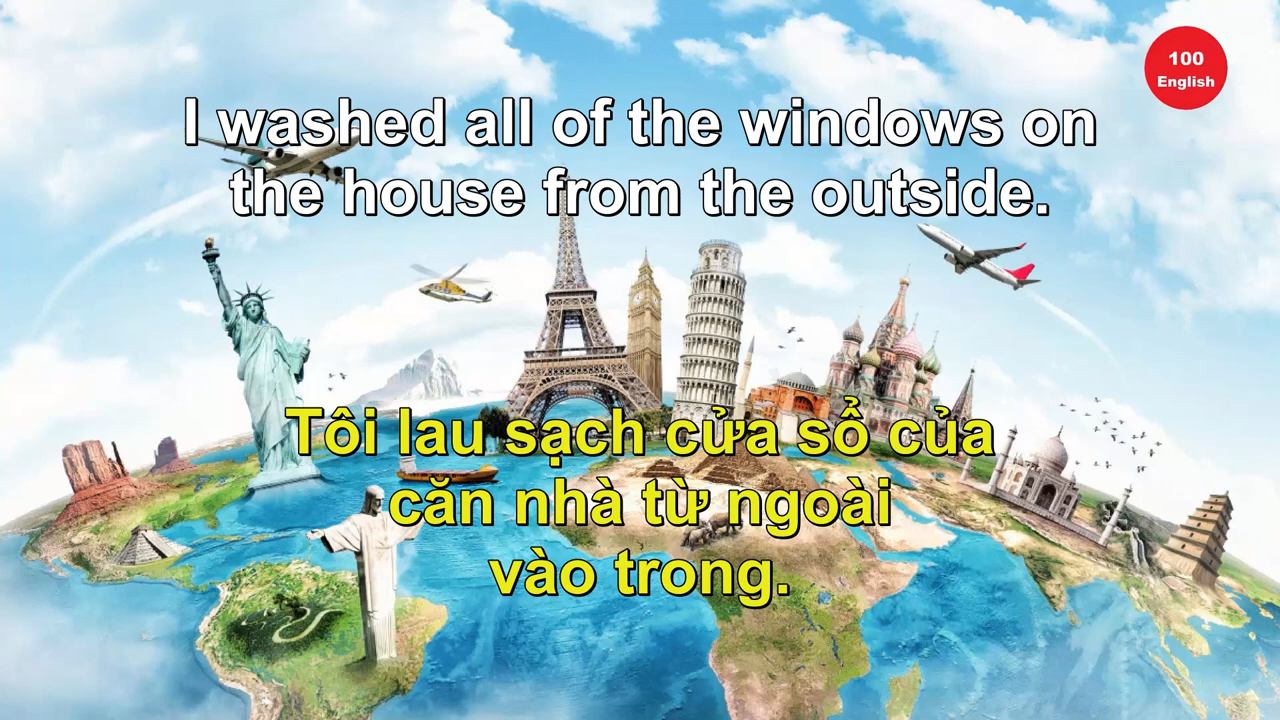 100
English
I washed all of the windows on
the house from the outside.
Tôi lau sạch cửa sổ của
căn nhà từ ngoài
vào trong.